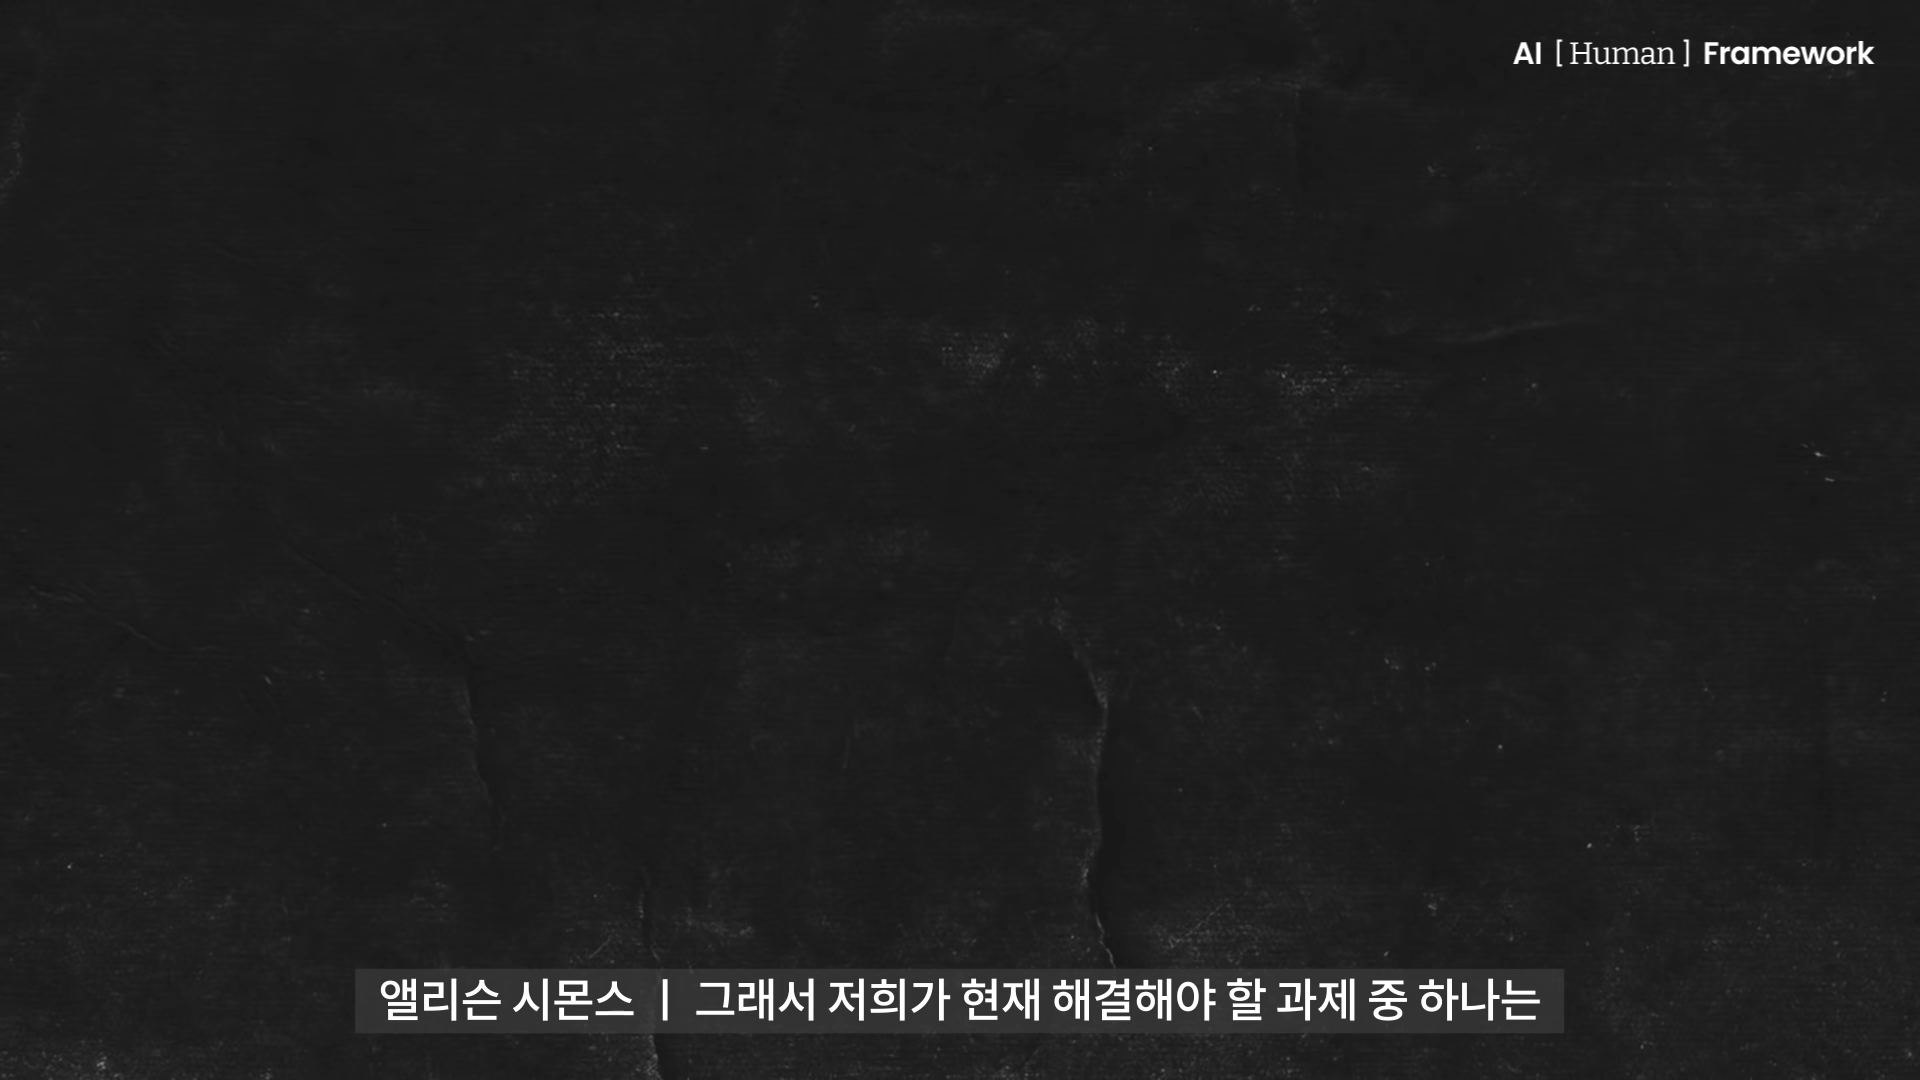 AI [ Human ] Framework
앨리슨 시몬스 ㅣ 그래서 저희가 현재 해결해야 할 과제 중 하나는